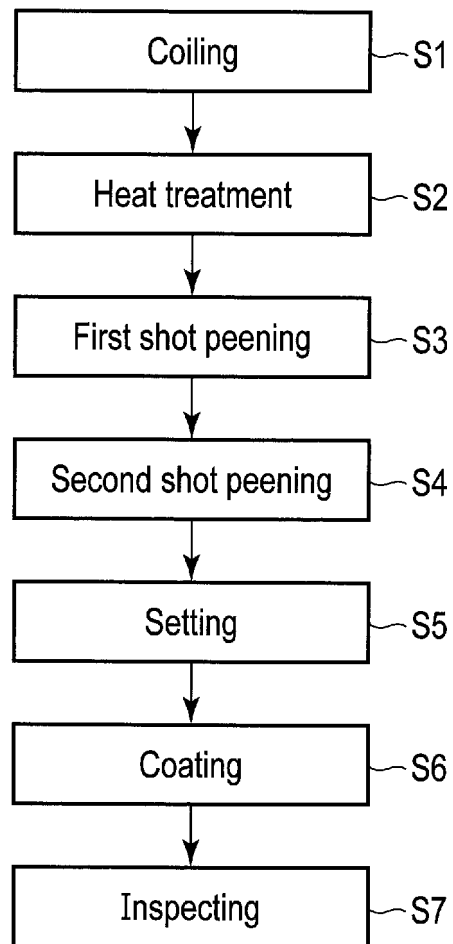 Coiling S1
Heat treatment S2
First shot peening S3
Second shot peening S4
Setting S5
Coating S6
Inspecting S7